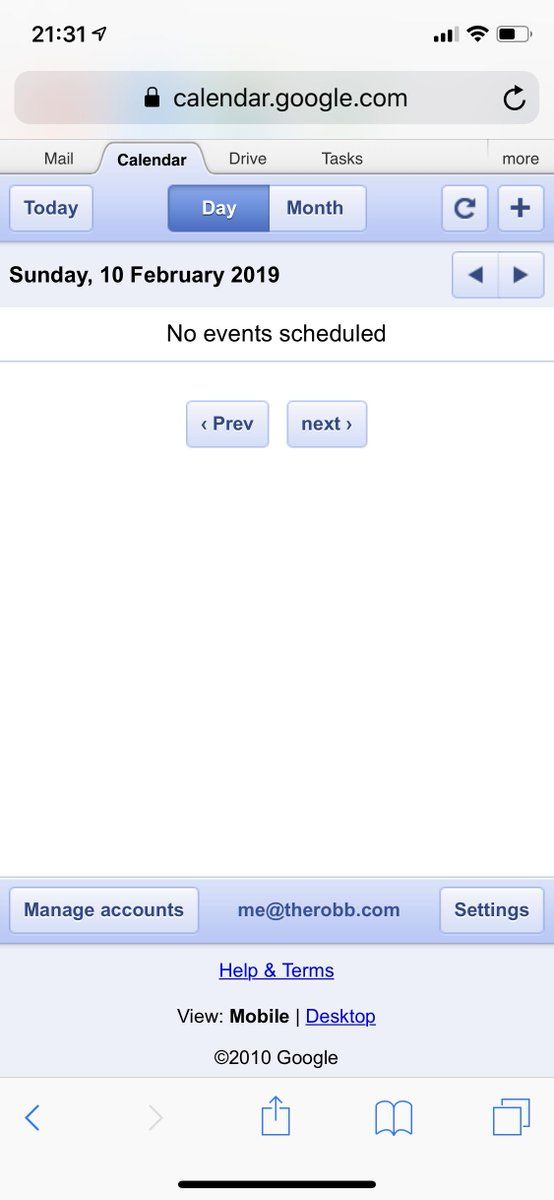 21:31
calendar.google.com
Mail Calendar Drive Tasks more
Today Day Month
Sunday, 10 February 2019
No events scheduled
‹ Prev next ›
Manage accounts me@therobb.com Settings
Help & Terms
View: Mobile | Desktop
©2010 Google